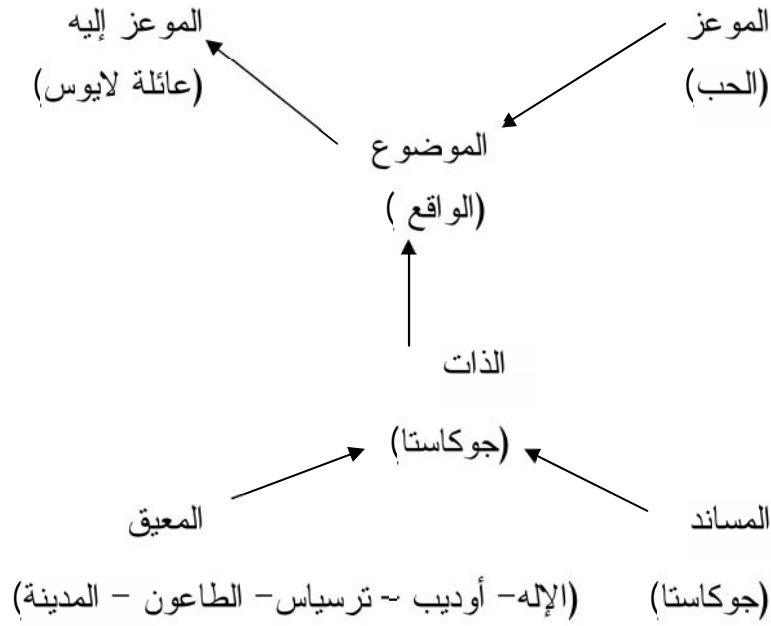 الموعز الموعز إليه
(الحب) (عائلة لايوس)
الموضوع
(الواقع )
الذات
(جوكاستا)
المساند المعيق
(جوكاستا) (الإله- أوديب - ترسياس- الطاعون - المدينة)